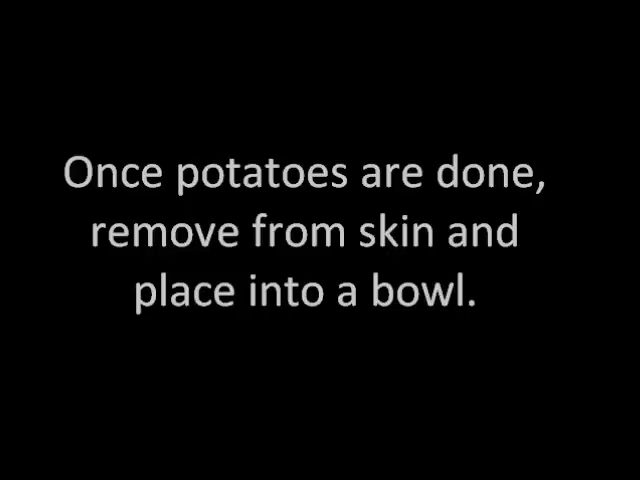 Once potatoes are done,
remove from skin and
place into a bowl.